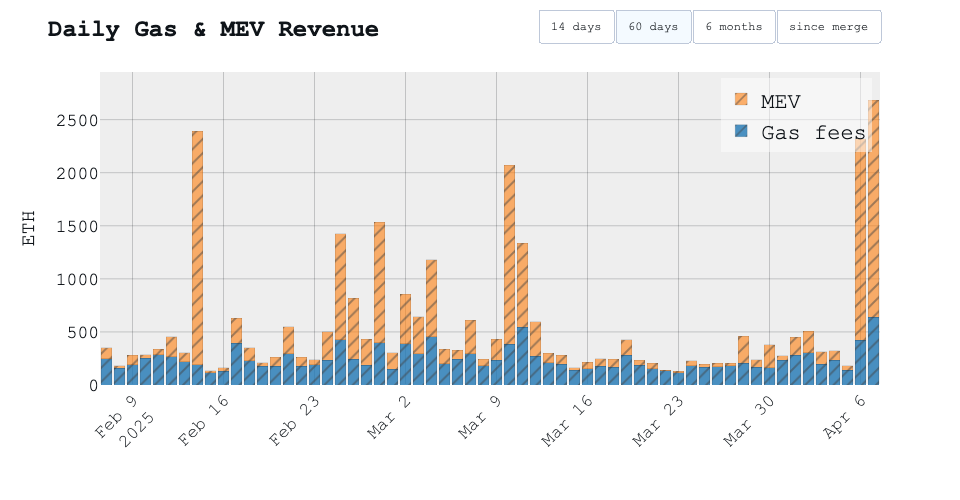 Daily Gas & MEV Revenue
14 days
60 days
6 months
since merge
MEV
Gas fees
ETH
2500
2000
1500
1000
500
0
Feb 9
2025
Feb 16
Feb 23
Mar 2
Mar 9
Mar 16
Mar 23
Mar 30
Apr 6